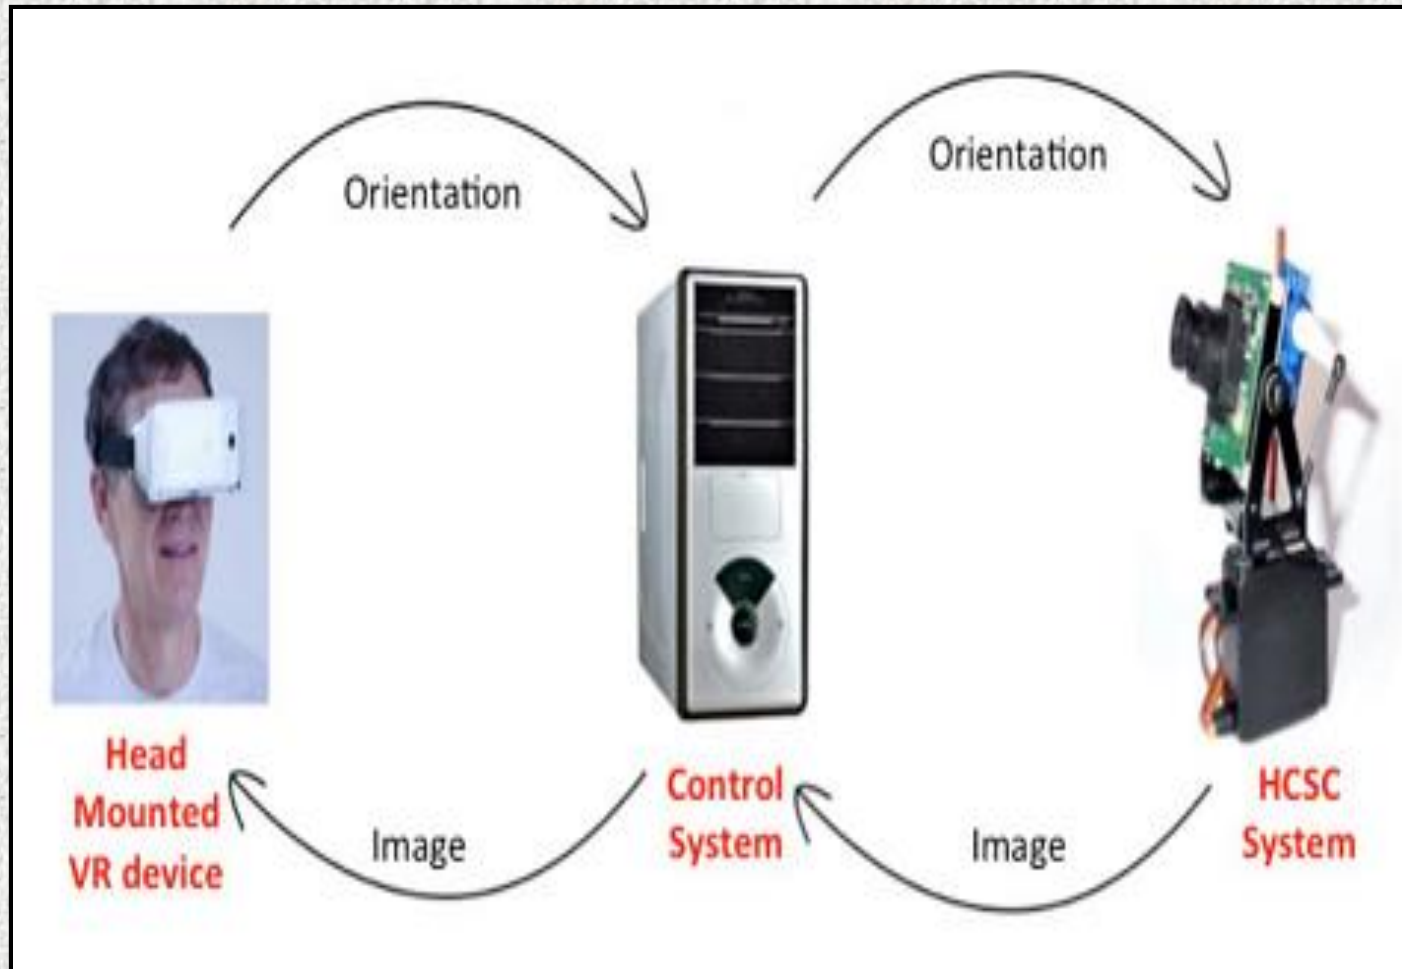 Orientation
Orientation
Head
Mounted
VR device
Control
System
HCSC
System
Image
Image